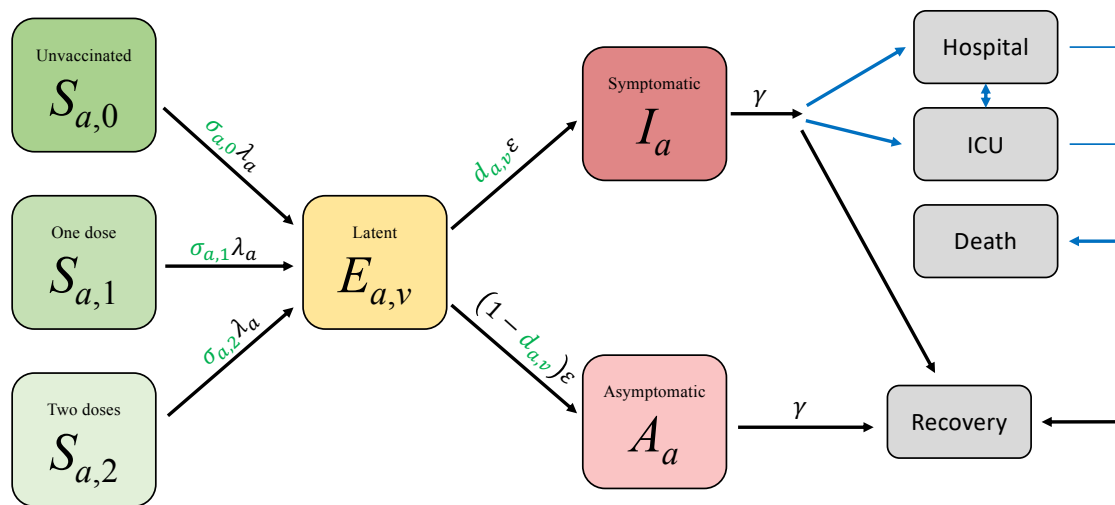 Unvaccinated
S_{a,0}
σ_{a,0}λ_a
One dose
S_{a,1}
σ_{a,1}λ_a
Two doses
S_{a,2}
σ_{a,2}λ_a
Latent
E_{a,v}
d_{a,v}ε
(1 − d_{a,v})ε
Symptomatic
I_a
γ
Asymptomatic
A_a
γ
Hospital
ICU
Death
Recovery